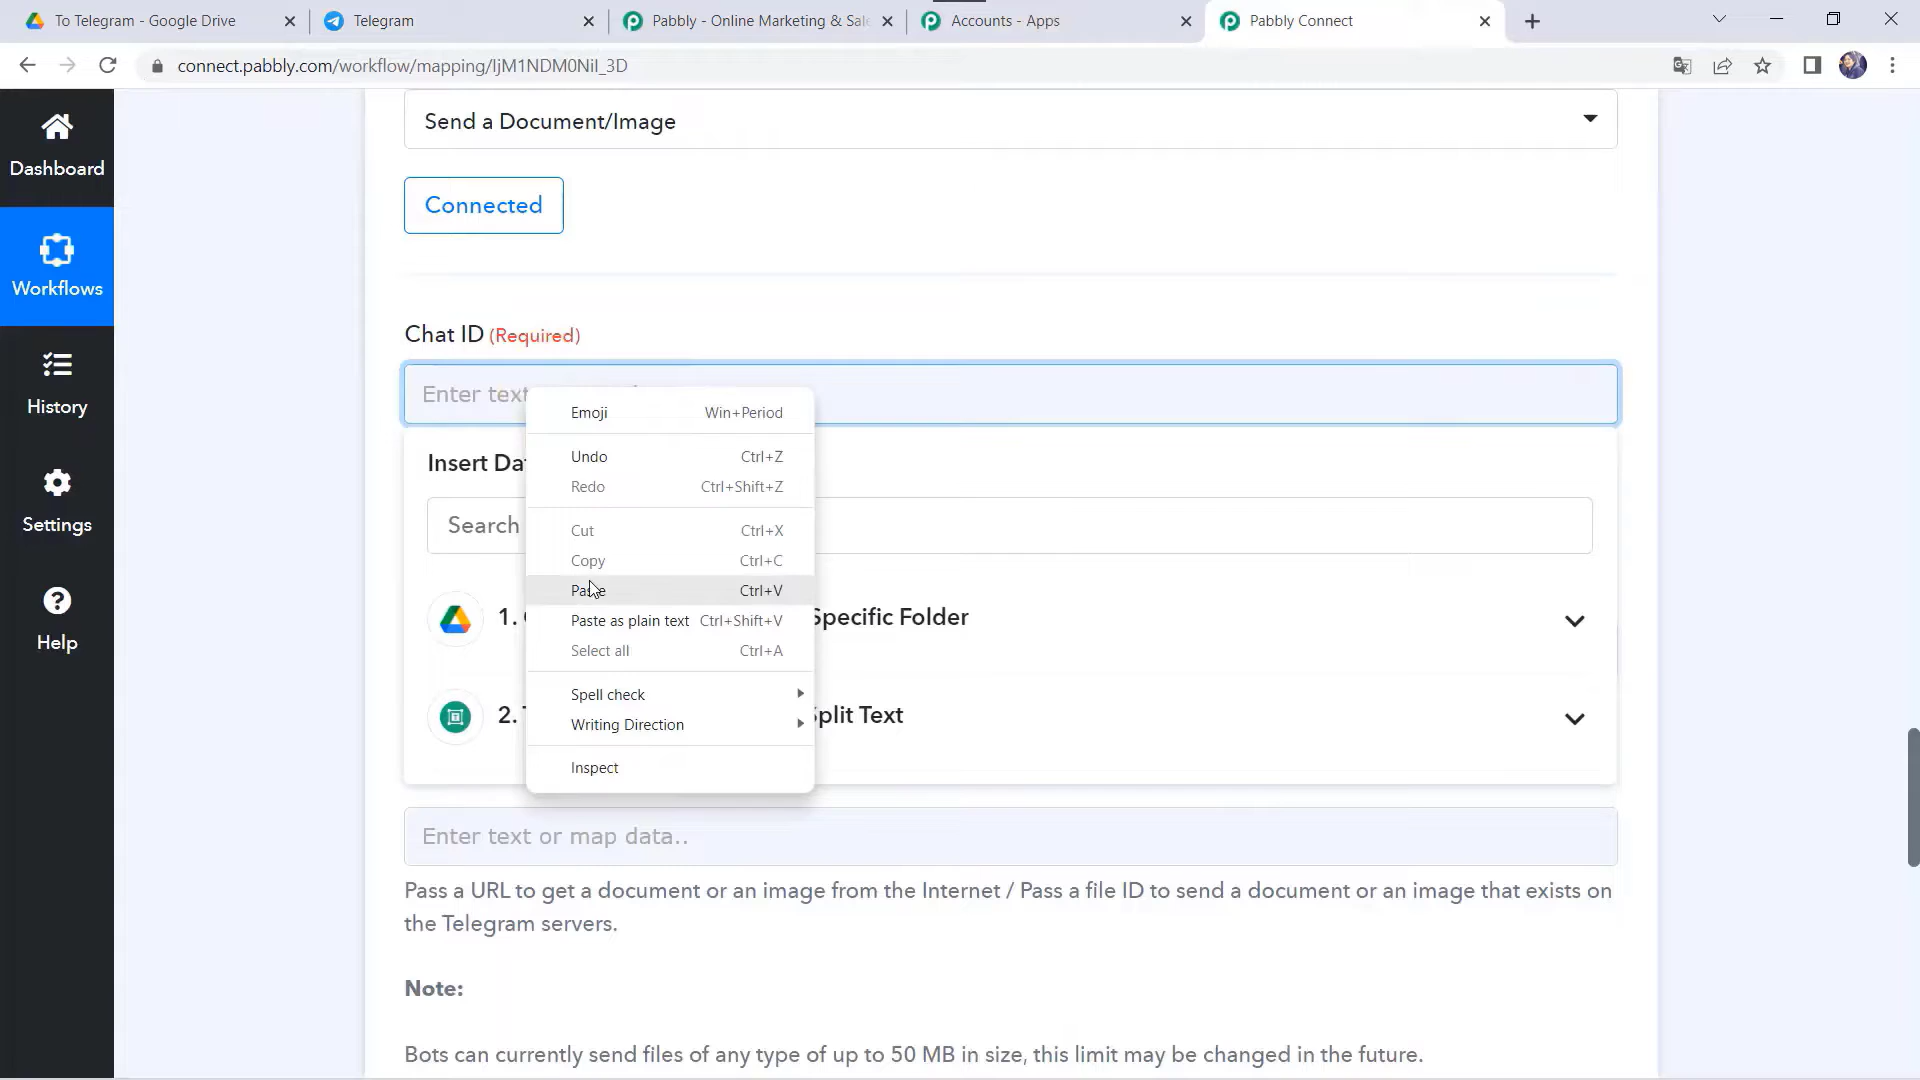 To Telegram - Google Drive
Telegram
Pabbly - Online Marketing & Sal
Accounts - Apps
Pabbly Connect
connect.pabbly.com/workflow/mapping/IjM1NDM0NiI_3D
Send a Document/Image
Dashboard
Connected
Workflows
Chat ID (Required)
Enter text
History
Emoji Win+Period
Undo Ctrl+Z
Insert Da
Redo Ctrl+Shift+Z
Settings
Search
Cut Ctrl+X
Copy Ctrl+C
Paste Ctrl+V
1. Specific Folder
Paste as plain text Ctrl+Shift+V
Help
Select all Ctrl+A
Spell check
2. Split Text
Writing Direction
Inspect
Enter text or map data..
Pass a URL to get a document or an image from the Internet / Pass a file ID to send a document or an image that exists on
the Telegram servers.
Note:
Bots can currently send files of any type of up to 50 MB in size, this limit may be changed in the future.